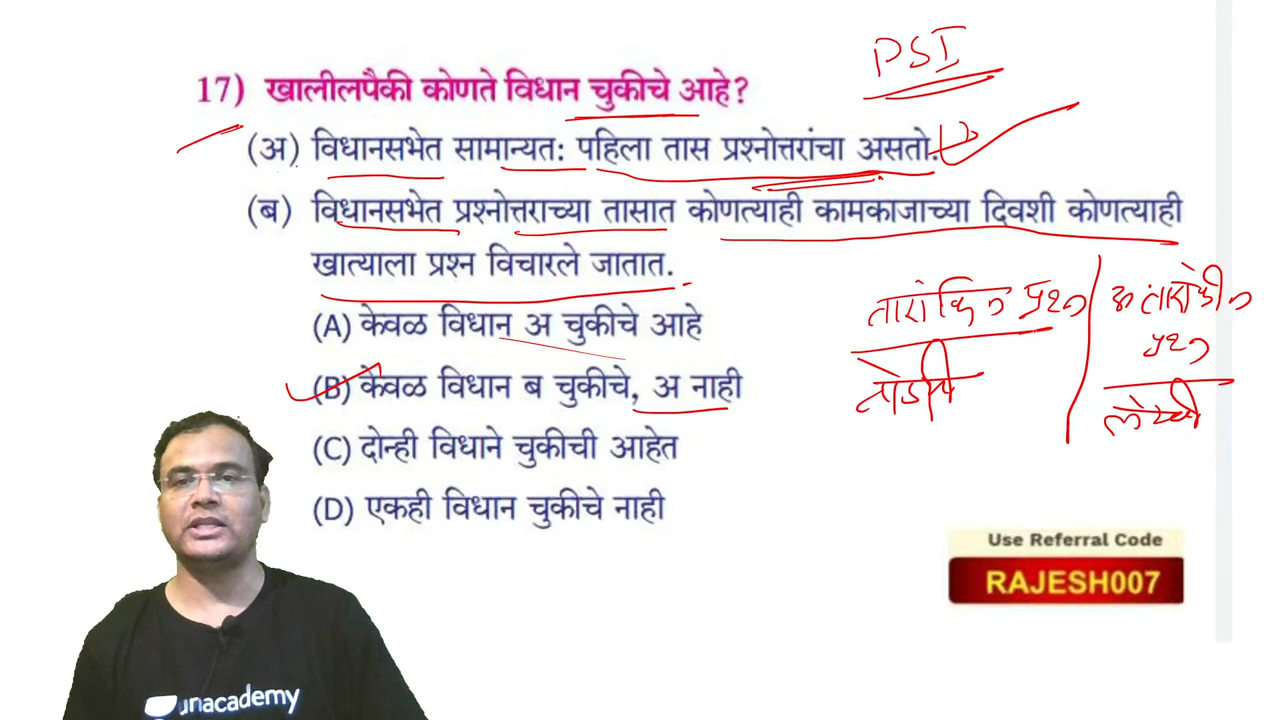 PSI
17) खालीलपैकी कोणते विधान चुकीचे आहे?
(अ) विधानसभेत सामान्यत: पहिला तास प्रश्नोत्तरांचा असतो.
(ब) विधानसभेत प्रश्नोत्तराच्या तासात कोणत्याही कामकाजाच्या दिवशी कोणत्याही
खात्याला प्रश्न विचारले जातात.
(A) केवळ विधान अ चुकीचे आहे
(B) केवळ विधान ब चुकीचे, अ नाही
(C) दोन्ही विधाने चुकीची आहेत
(D) एकही विधान चुकीचे नाही
तारांकित प्रश्न
तोंडी
अतारांकीत
प्रश्न
लेखी
Use Referral Code
RAJESH007
unacademy